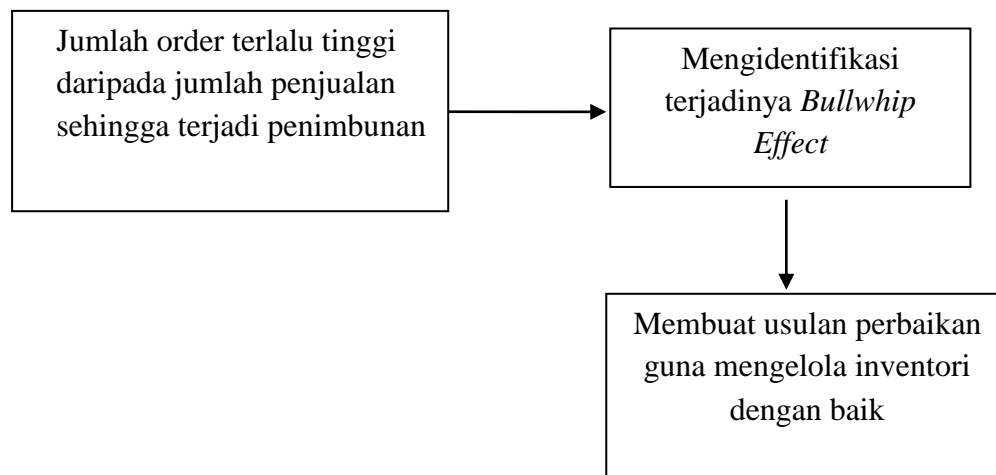 Jumlah order terlalu tinggi
daripada jumlah penjualan
sehingga terjadi penimbunan
Mengidentifikasi
terjadinya Bullwhip
Effect
Membuat usulan perbaikan
guna mengelola inventori
dengan baik